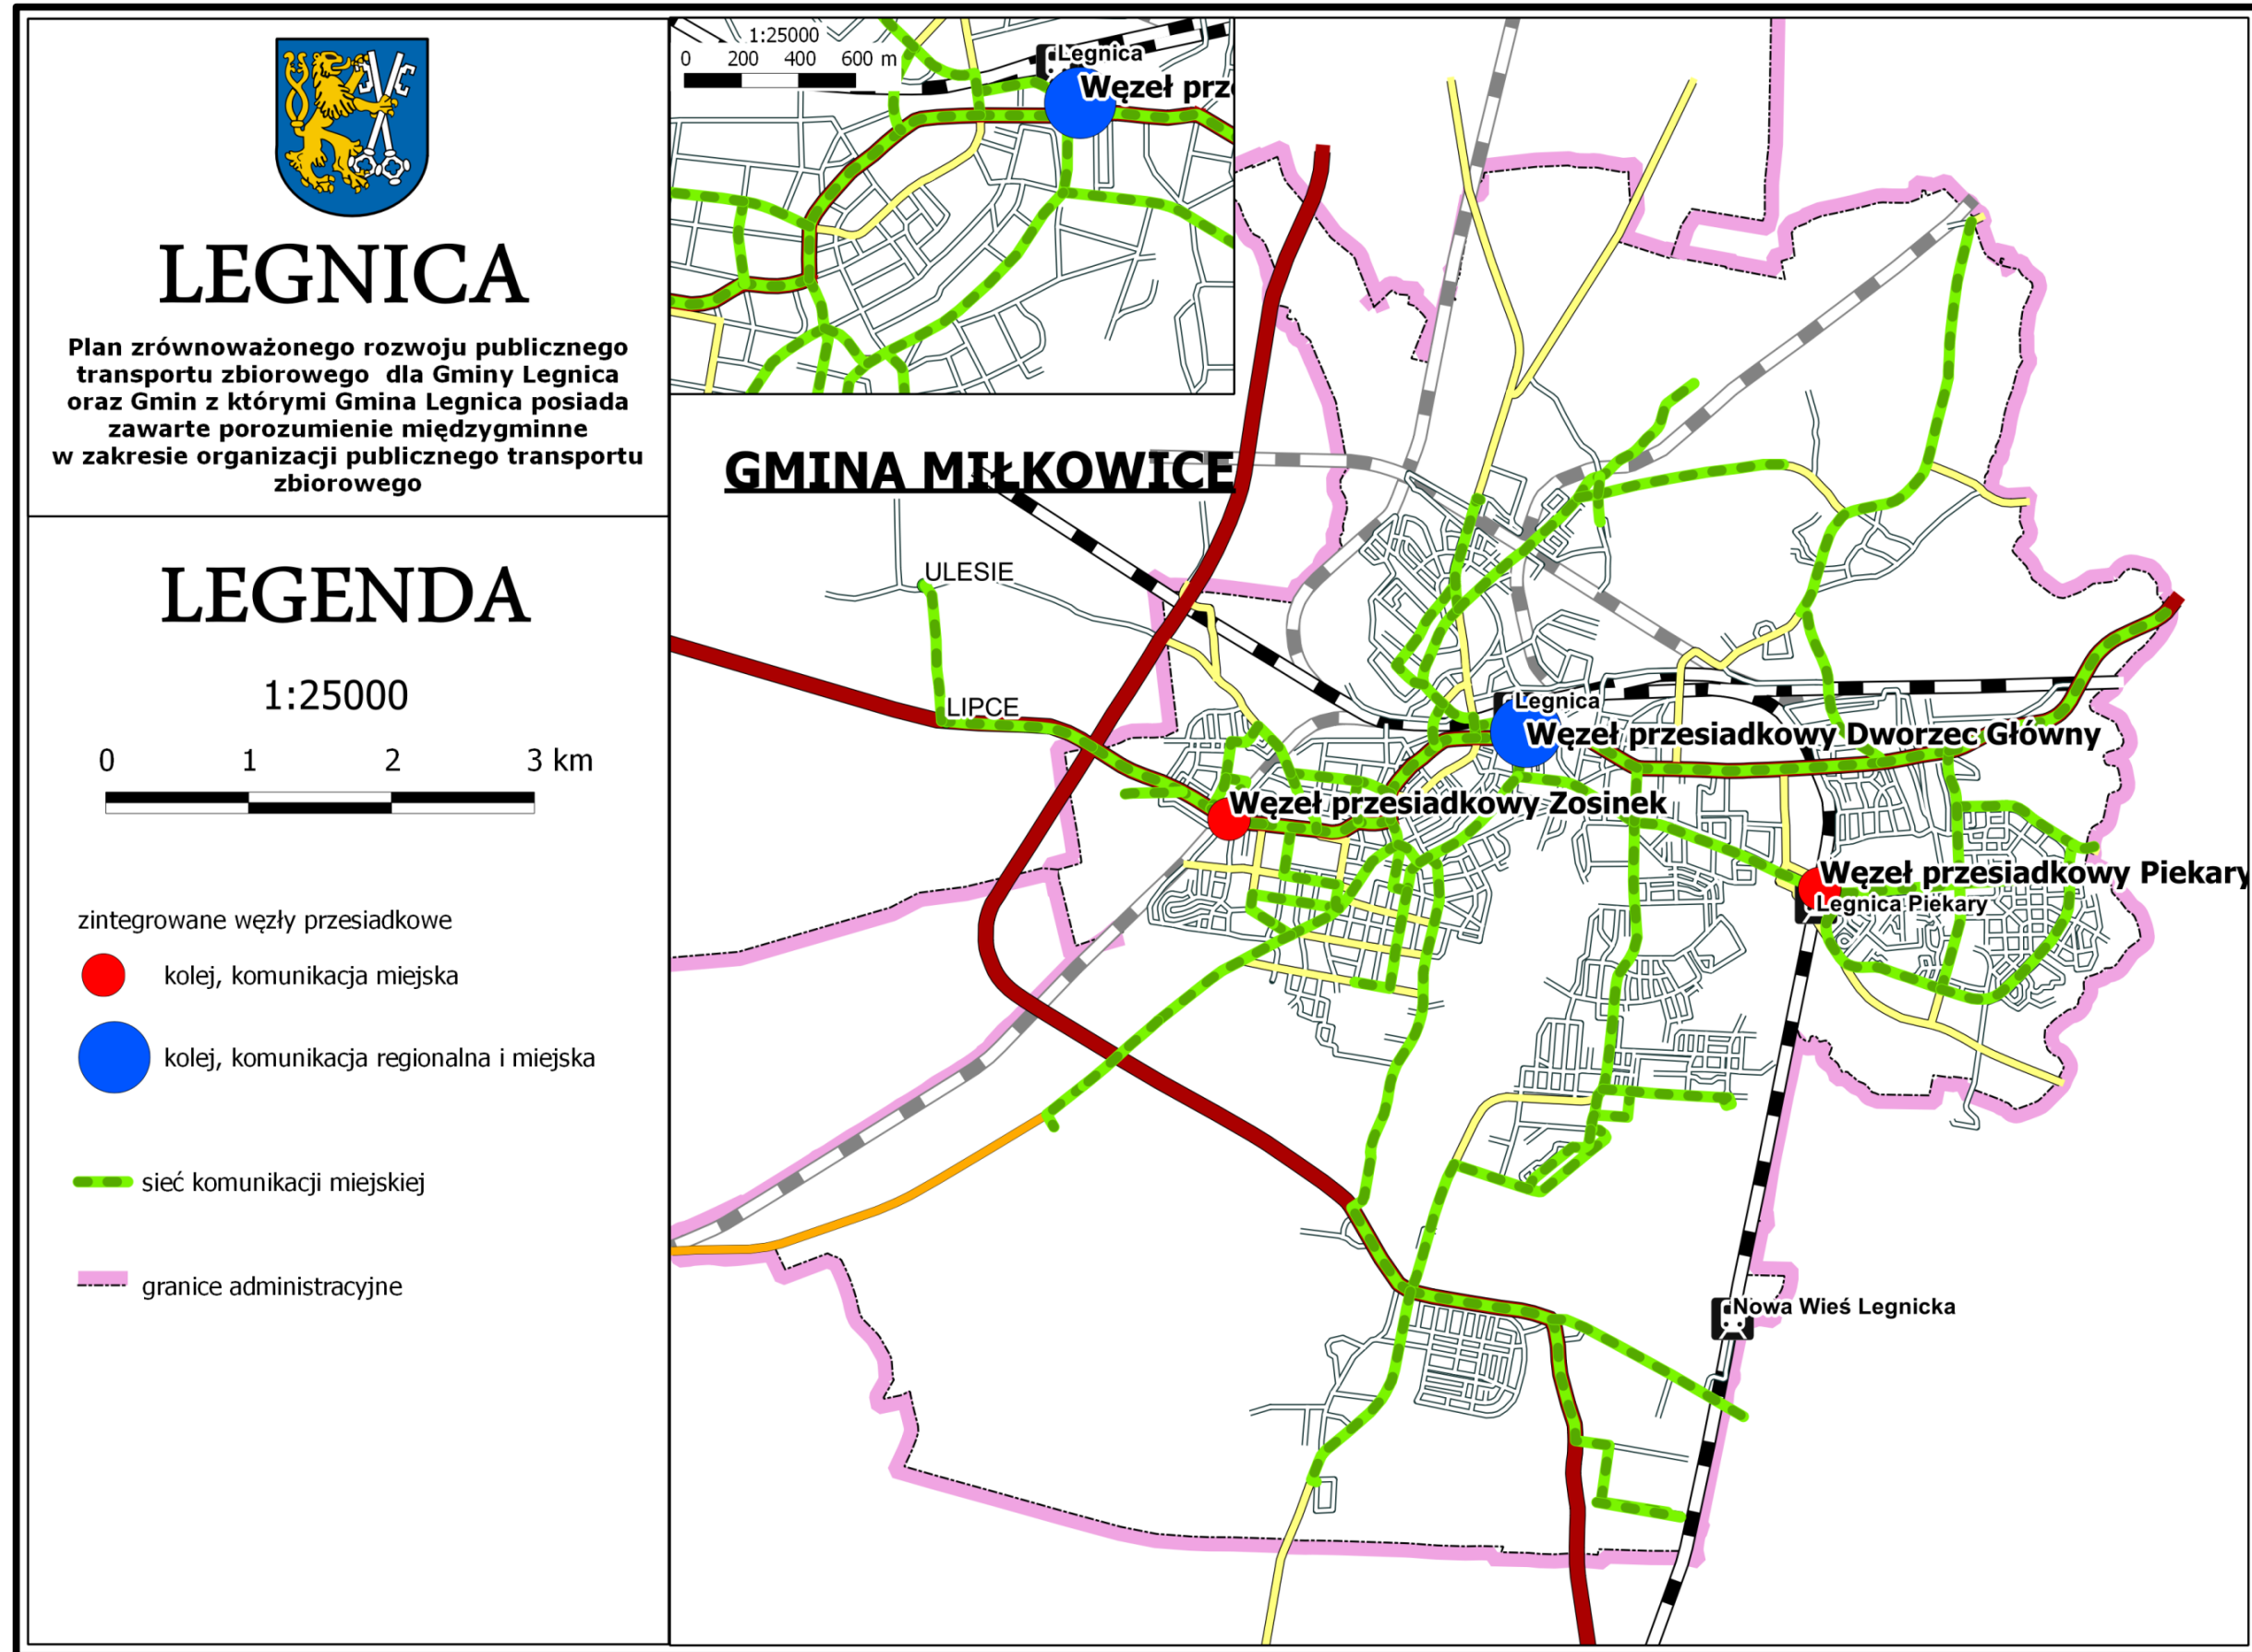 LEGNICA
Plan zrównoważonego rozwoju publicznego
transportu zbiorowego dla Gminy Legnica
oraz Gmin z którymi Gmina Legnica posiada
zawarte porozumienie międzygminne
w zakresie organizacji publicznego transportu
zbiorowego
LEGENDA
1:25000
0 1 2 3 km
zintegrowane węzły przesiadkowe
kolej, komunikacja miejska
kolej, komunikacja regionalna i miejska
sieć komunikacji miejskiej
granice administracyjne
1:25000
0 200 400 600 m
Legnica
Węzeł prz
GMINA MIŁKOWICE
ULESIE
LIPCE
Legnica
Węzeł przesiadkowy Dworzec Główny
Węzeł przesiadkowy Zosinek
Węzeł przesiadkowy Piekary
Legnica Piekary
Nowa Wieś Legnicka